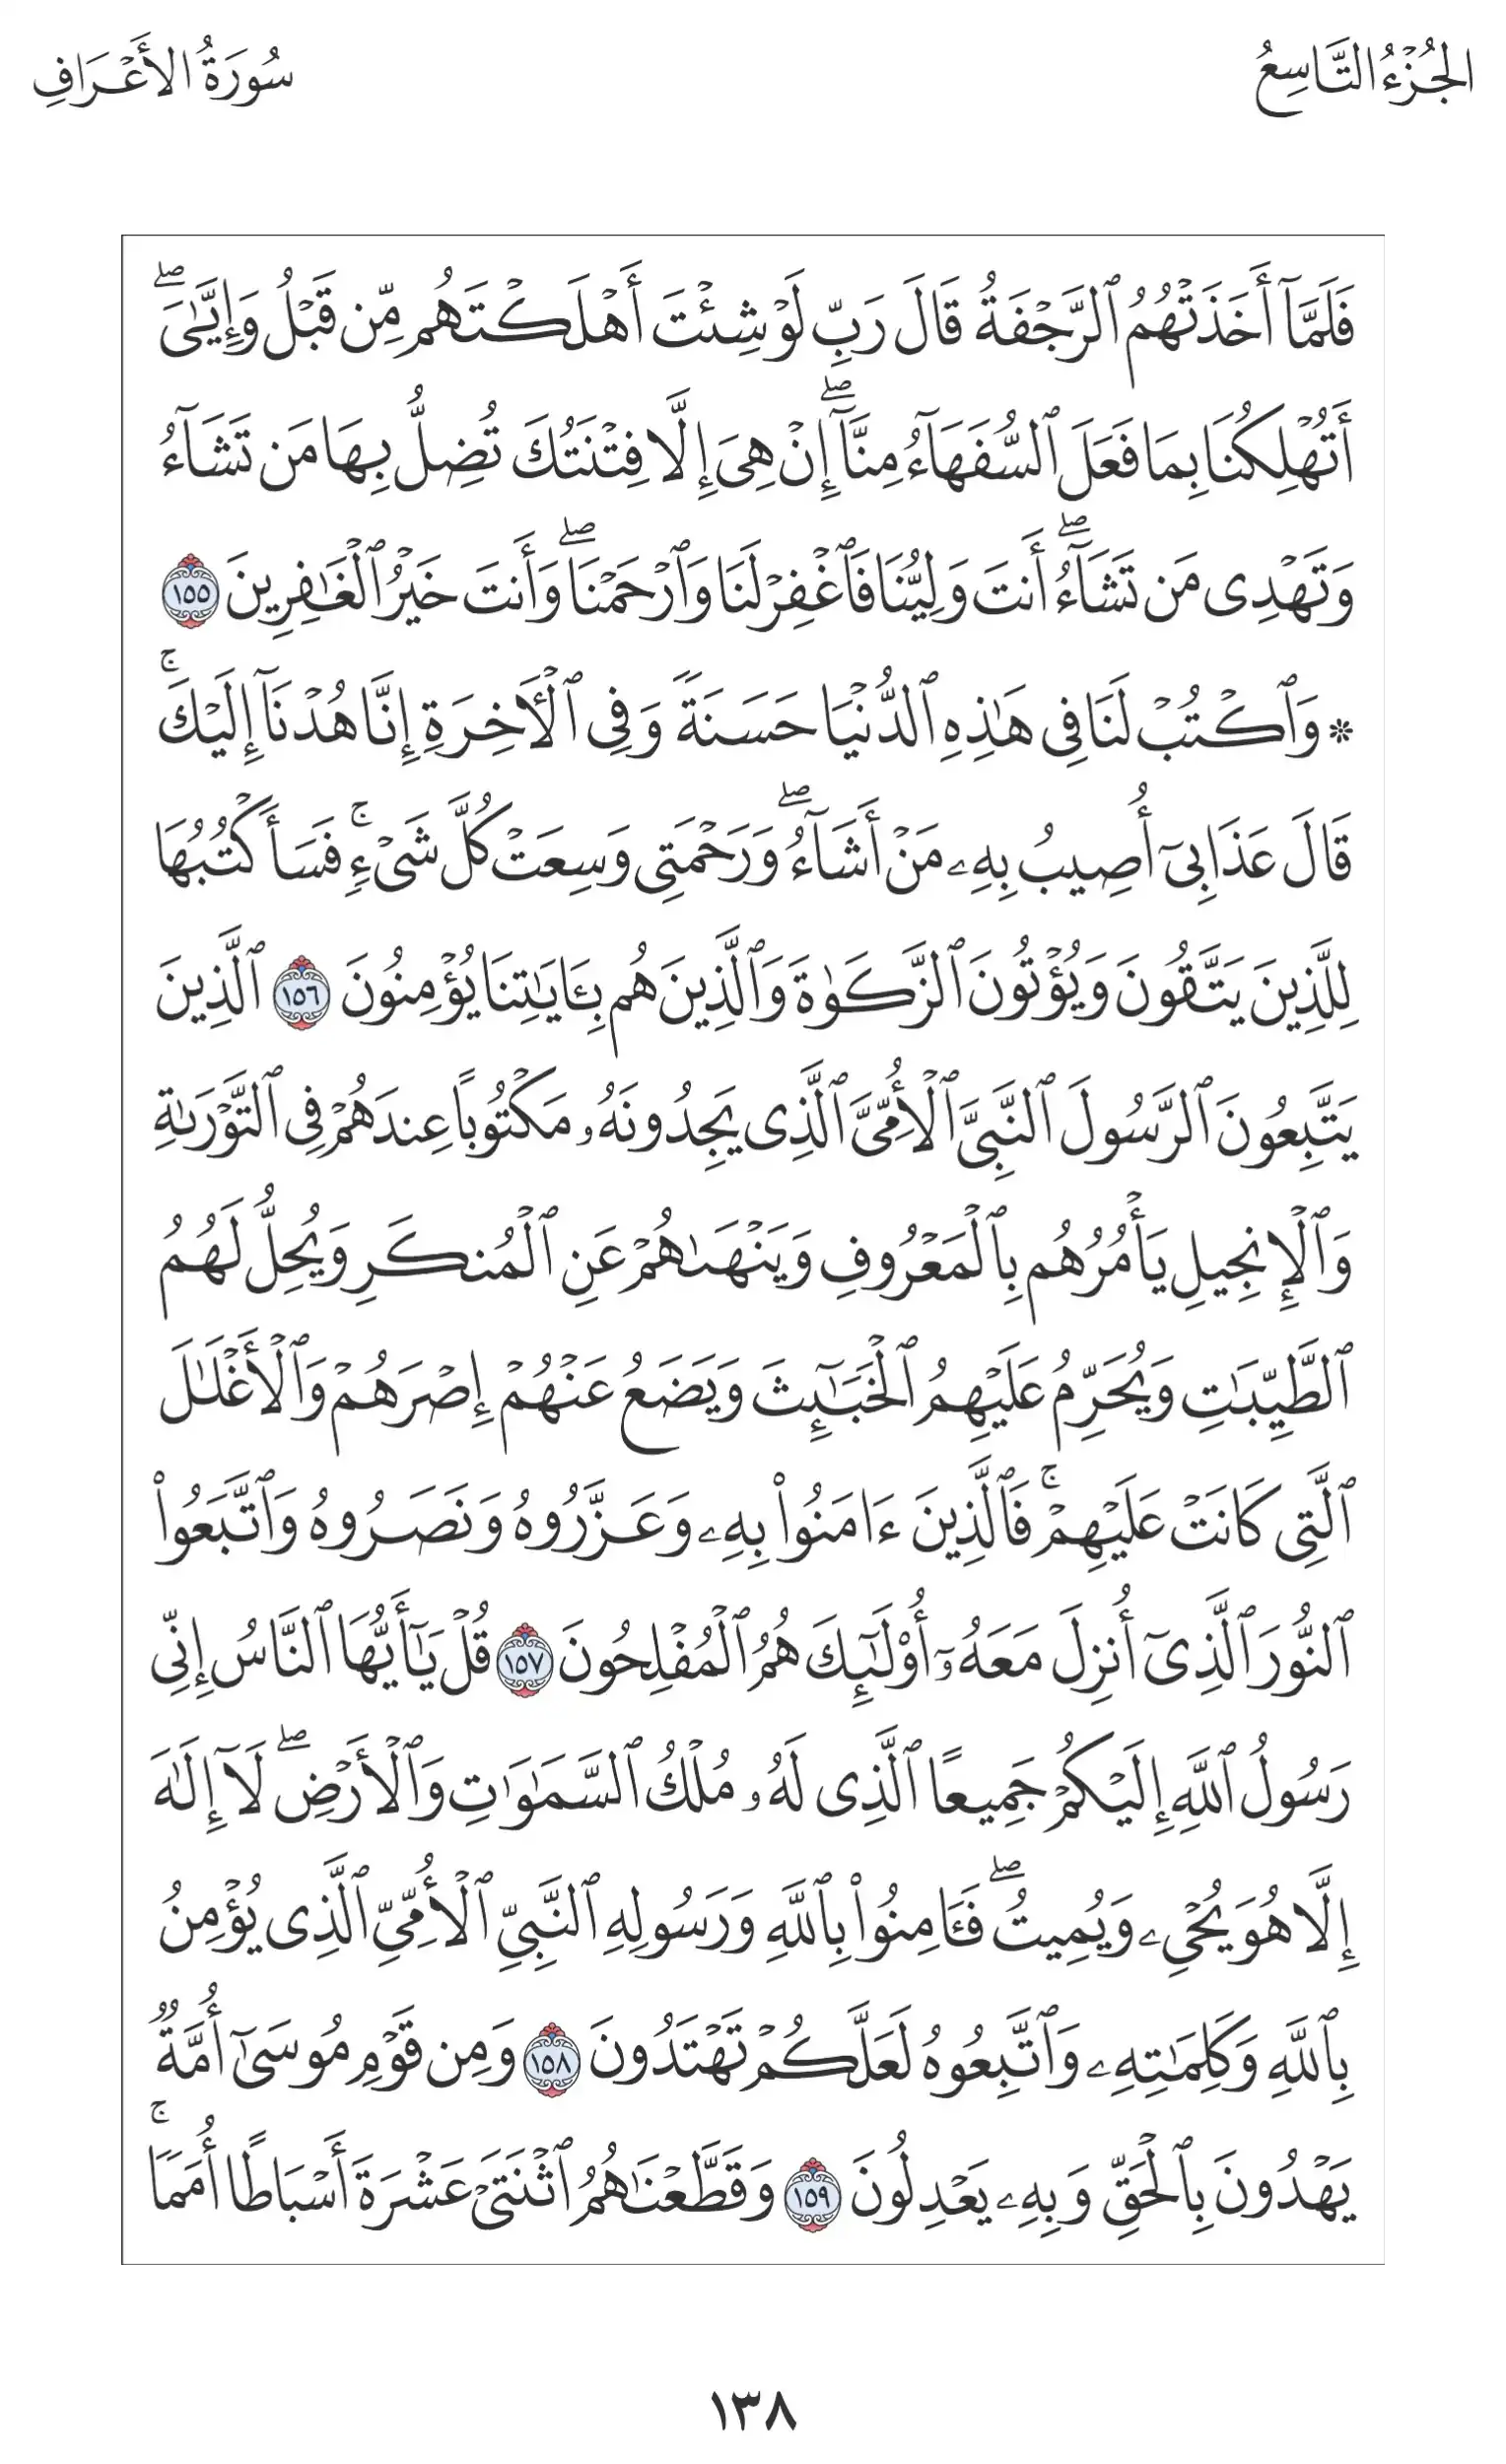 الجُزْءُ التَّاسِعُ
سُورَةُ الأَعْرَافِ
فَلَمَّآ أَخَذَتْهُمُ ٱلرَّجْفَةُ قَالَ رَبِّ لَوْ شِئْتَ أَهْلَكْتَهُم مِّن قَبْلُ وَإِيَّٰىَۖ
أَتُهْلِكُنَا بِمَا فَعَلَ ٱلسُّفَهَآءُ مِنَّآۖ إِنْ هِىَ إِلَّا فِتْنَتُكَ تُضِلُّ بِهَا مَن تَشَآءُ
وَتَهْدِى مَن تَشَآءُۖ أَنتَ وَلِيُّنَا فَٱغْفِرْ لَنَا وَٱرْحَمْنَاۖ وَأَنتَ خَيْرُ ٱلْغَٰفِرِينَ ١٥٥
۞ وَٱكْتُبْ لَنَا فِى هَٰذِهِ ٱلدُّنْيَا حَسَنَةً وَفِى ٱلْأَخِرَةِ إِنَّا هُدْنَآ إِلَيْكَۚ
قَالَ عَذَابِىٓ أُصِيبُ بِهِۦ مَنْ أَشَآءُۖ وَرَحْمَتِى وَسِعَتْ كُلَّ شَىْءٍۚ فَسَأَكْتُبُهَا
لِلَّذِينَ يَتَّقُونَ وَيُؤْتُونَ ٱلزَّكَوٰةَ وَٱلَّذِينَ هُم بِـَٔايَٰتِنَا يُؤْمِنُونَ ١٥٦ ٱلَّذِينَ
يَتَّبِعُونَ ٱلرَّسُولَ ٱلنَّبِىَّ ٱلْأُمِّىَّ ٱلَّذِى يَجِدُونَهُۥ مَكْتُوبًا عِندَهُمْ فِى ٱلتَّوْرَىٰةِ
وَٱلْإِنجِيلِ يَأْمُرُهُم بِٱلْمَعْرُوفِ وَيَنْهَىٰهُمْ عَنِ ٱلْمُنكَرِ وَيُحِلُّ لَهُمُ
ٱلطَّيِّبَٰتِ وَيُحَرِّمُ عَلَيْهِمُ ٱلْخَبَٰٓئِثَ وَيَضَعُ عَنْهُمْ إِصْرَهُمْ وَٱلْأَغْلَٰلَ
ٱلَّتِى كَانَتْ عَلَيْهِمْۚ فَٱلَّذِينَ ءَامَنُوا۟ بِهِۦ وَعَزَّرُوهُ وَنَصَرُوهُ وَٱتَّبَعُوا۟
ٱلنُّورَ ٱلَّذِىٓ أُنزِلَ مَعَهُۥٓ أُو۟لَٰٓئِكَ هُمُ ٱلْمُفْلِحُونَ ١٥٧ قُلْ يَٰٓأَيُّهَا ٱلنَّاسُ إِنِّى
رَسُولُ ٱللَّهِ إِلَيْكُمْ جَمِيعًا ٱلَّذِى لَهُۥ مُلْكُ ٱلسَّمَٰوَٰتِ وَٱلْأَرْضِۖ لَآ إِلَٰهَ
إِلَّا هُوَ يُحْىِۦ وَيُمِيتُۖ فَـَٔامِنُوا۟ بِٱللَّهِ وَرَسُولِهِ ٱلنَّبِىِّ ٱلْأُمِّىِّ ٱلَّذِى يُؤْمِنُ
بِٱللَّهِ وَكَلِمَٰتِهِۦ وَٱتَّبِعُوهُ لَعَلَّكُمْ تَهْتَدُونَ ١٥٨ وَمِن قَوْمِ مُوسَىٰٓ أُمَّةٌ
يَهْدُونَ بِٱلْحَقِّ وَبِهِۦ يَعْدِلُونَ ١٥٩ وَقَطَّعْنَٰهُمُ ٱثْنَتَىْ عَشْرَةَ أَسْبَاطًا أُمَمًاۚ
١٣٨